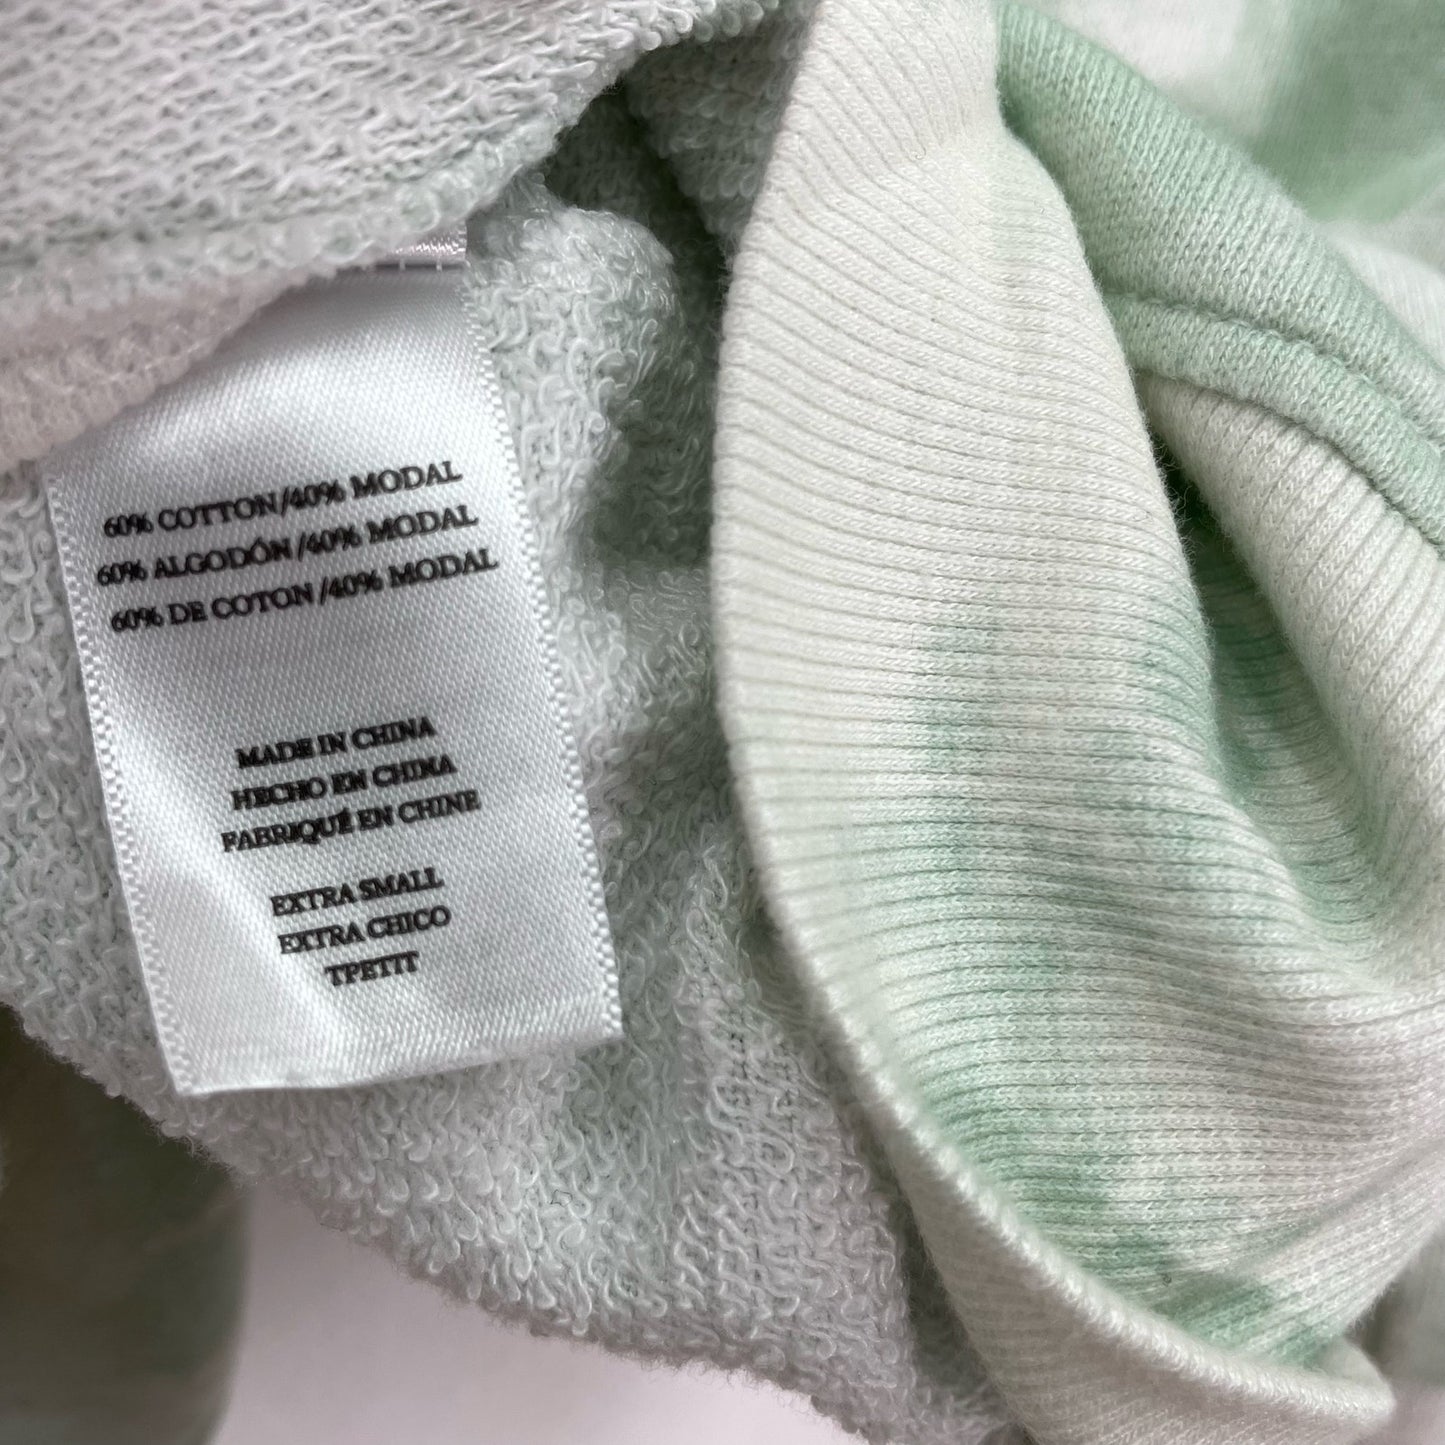 60% COTTON/40% MODAL
60% ALGODÓN/40% MODAL
60% DE COTON/40% MODAL
MADE IN CHINA
HECHO EN CHINA
FABRIQUÉ EN CHINE
EXTRA SMALL
EXTRA CHICO
TPETIT